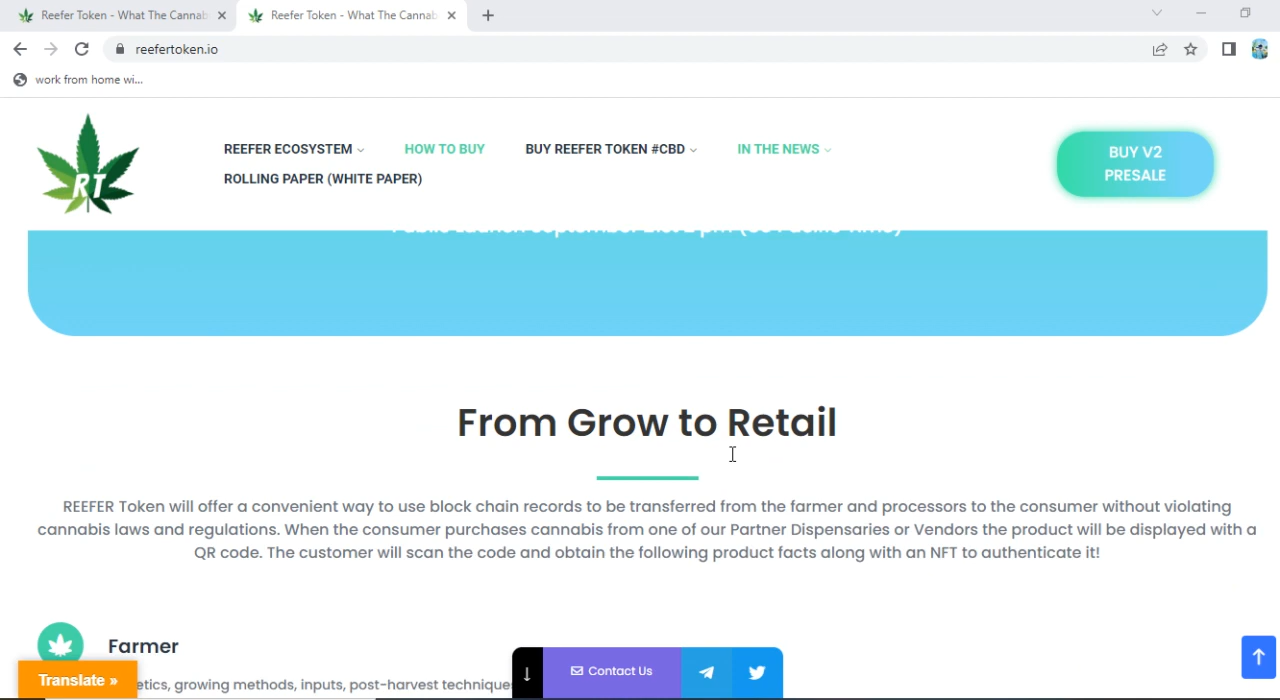 Reefer Token - What The Cannab
Reefer Token - What The Cannab
reefertoken.io
work from home wi...
RT
REEFER ECOSYSTEM
HOW TO BUY
BUY REEFER TOKEN #CBD
IN THE NEWS
ROLLING PAPER (WHITE PAPER)
BUY V2
PRESALE
From Grow to Retail
REEFER Token will offer a convenient way to use block chain records to be transferred from the farmer and processors to the consumer without violating
cannabis laws and regulations. When the consumer purchases cannabis from one of our Partner Dispensaries or Vendors the product will be displayed with a
QR code. The customer will scan the code and obtain the following product facts along with an NFT to authenticate it!
Farmer
growing methods, inputs, post-harvest
Translate »
Contact Us